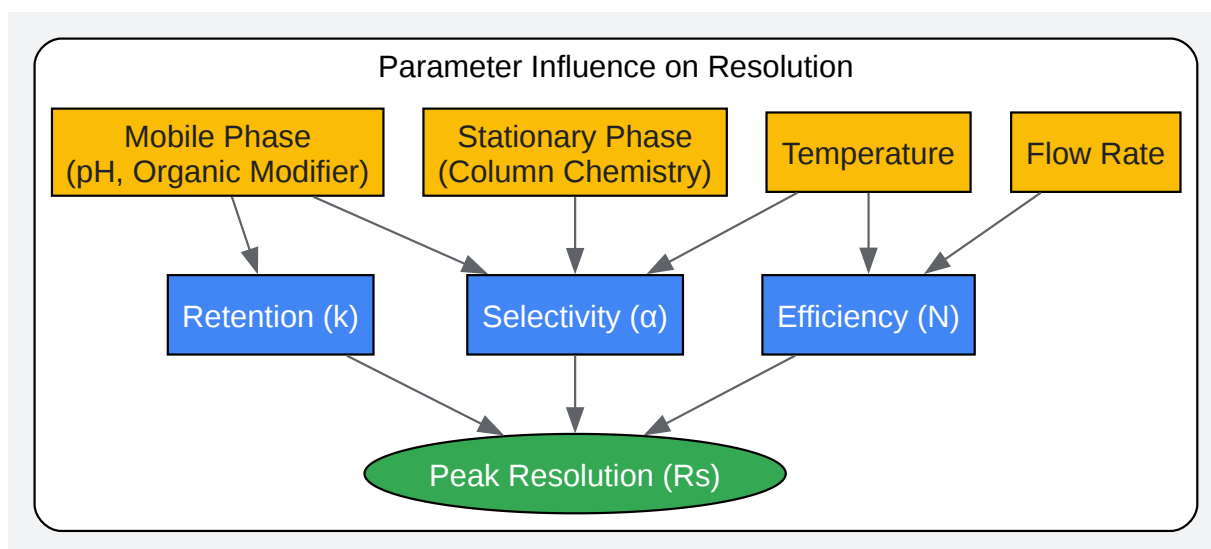 Parameter Influence on Resolution
Mobile Phase
(pH, Organic Modifier)
Stationary Phase
(Column Chemistry)
Temperature
Flow Rate
Retention (k)
Selectivity (α)
Efficiency (N)
Peak Resolution (Rs)